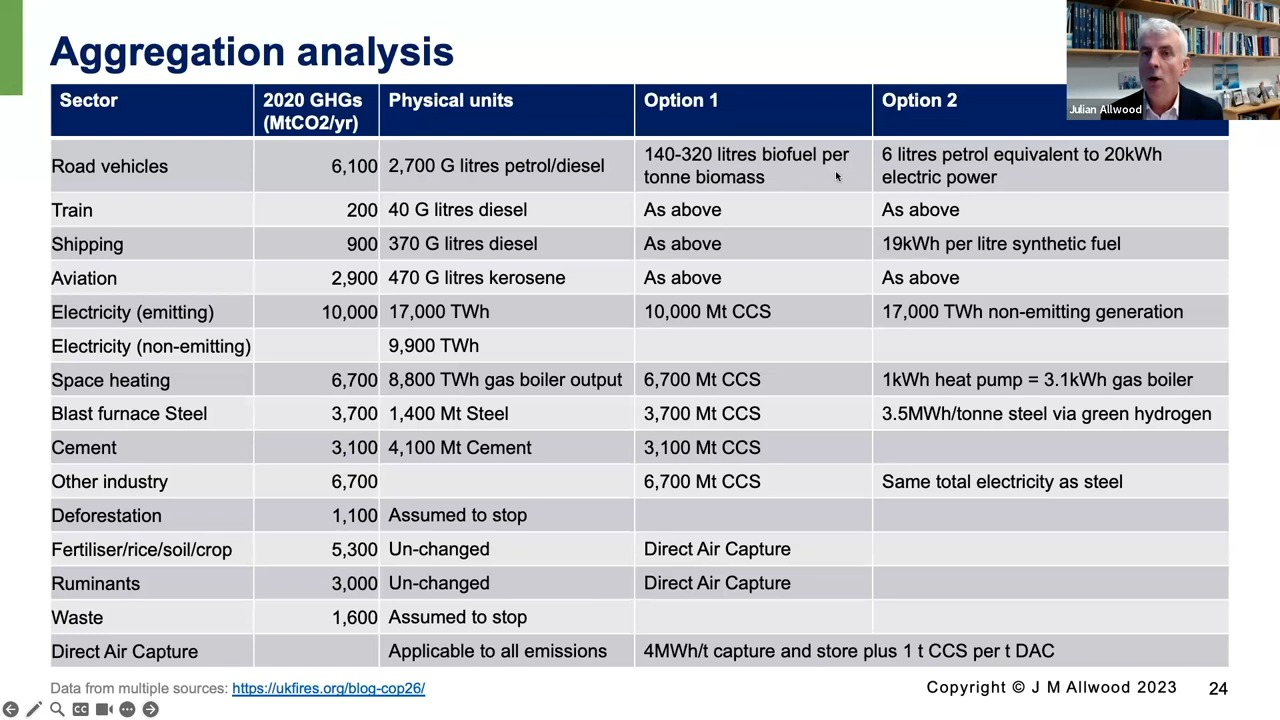 Aggregation analysis
Julian Allwood
Sector 2020 GHGs (MtCO2/yr) Physical units Option 1 Option 2
Road vehicles 6,100 2,700 G litres petrol/diesel 140-320 litres biofuel per tonne biomass 6 litres petrol equivalent to 20kWh electric power
Train 200 40 G litres diesel As above As above
Shipping 900 370 G litres diesel As above 19kWh per litre synthetic fuel
Aviation 2,900 470 G litres kerosene As above As above
Electricity (emitting) 10,000 17,000 TWh 10,000 Mt CCS 17,000 TWh non-emitting generation
Electricity (non-emitting) 9,900 TWh
Space heating 6,700 8,800 TWh gas boiler output 6,700 Mt CCS 1kWh heat pump = 3.1kWh gas boiler
Blast furnace Steel 3,700 1,400 Mt Steel 3,700 Mt CCS 3.5MWh/tonne steel via green hydrogen
Cement 3,100 4,100 Mt Cement 3,100 Mt CCS
Other industry 6,700 6,700 Mt CCS Same total electricity as steel
Deforestation 1,100 Assumed to stop
Fertiliser/rice/soil/crop 5,300 Un-changed Direct Air Capture
Ruminants 3,000 Un-changed Direct Air Capture
Waste 1,600 Assumed to stop
Direct Air Capture Applicable to all emissions 4MWh/t capture and store plus 1 t CCS per t DAC
Data from multiple sources: https://ukfires.org/blog-cop26/
Copyright © J M Allwood 2023 24
CC